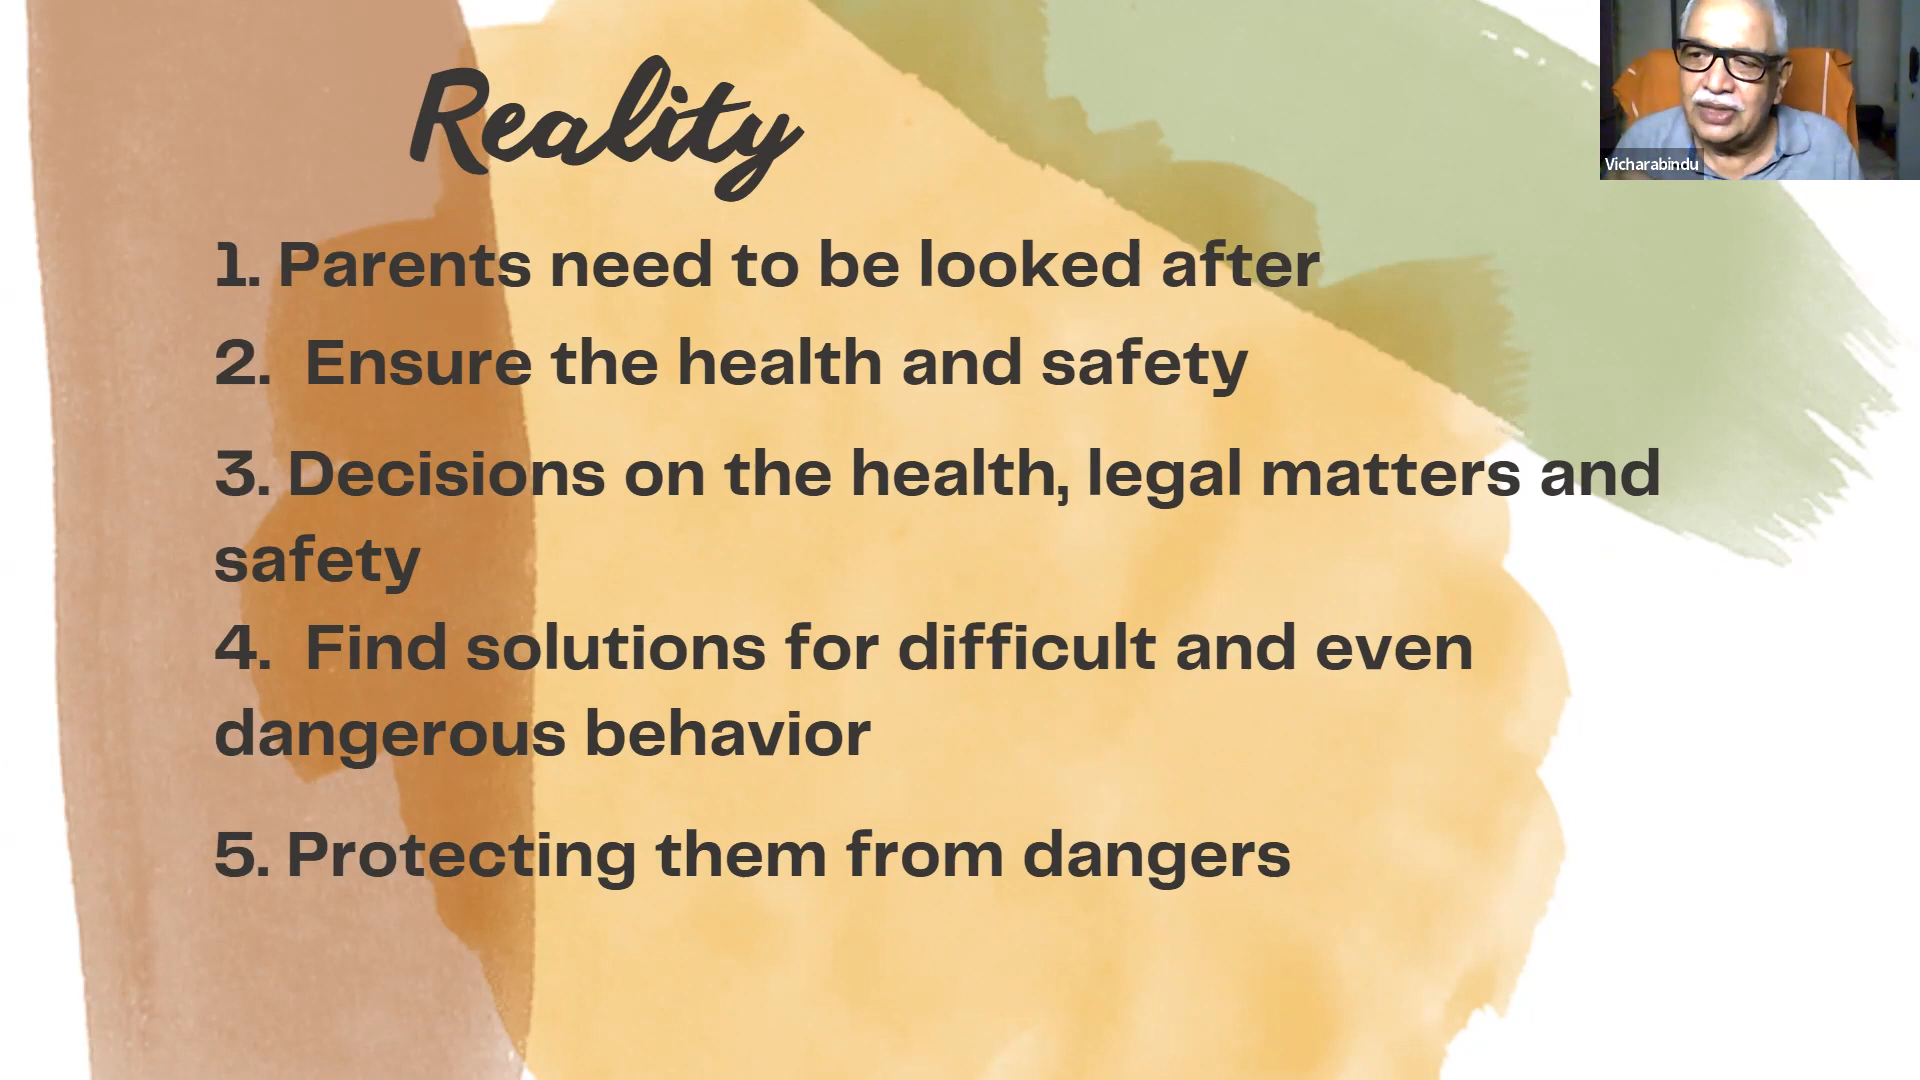 Reality
Vicharabindu
1. Parents need to be looked after
2. Ensure the health and safety
3. Decisions on the health, legal matters and
safety
4. Find solutions for difficult and even
dangerous behavior
5. Protecting them from dangers